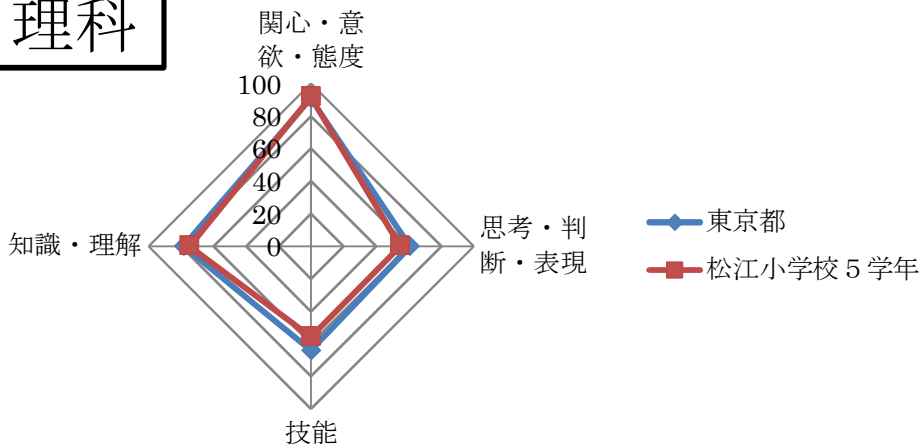 理科
関心・意
欲・態度
100
80
60
40
20
0
知識・理解
思考・判
断・表現
技能
東京都
松江小学校５学年